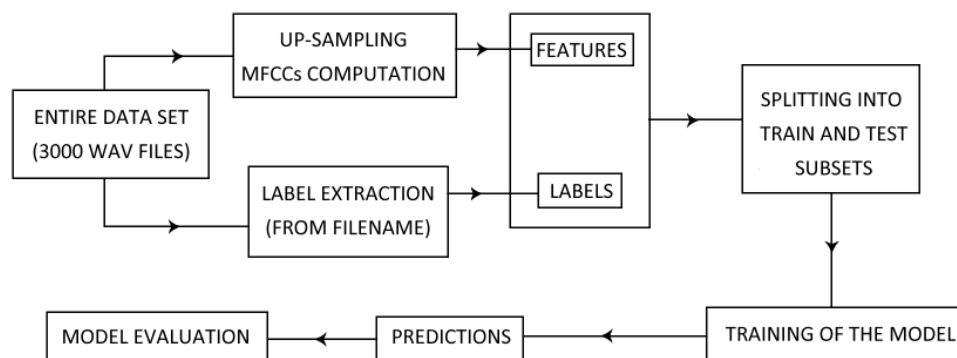 UP-SAMPLING
MFCCs COMPUTATION
FEATURES
ENTIRE DATA SET
(3000 WAV FILES)
SPLITTING INTO
TRAIN AND TEST
SUBSETS
LABEL EXTRACTION
(FROM FILENAME)
LABELS
MODEL EVALUATION
PREDICTIONS
TRAINING OF THE MODEL